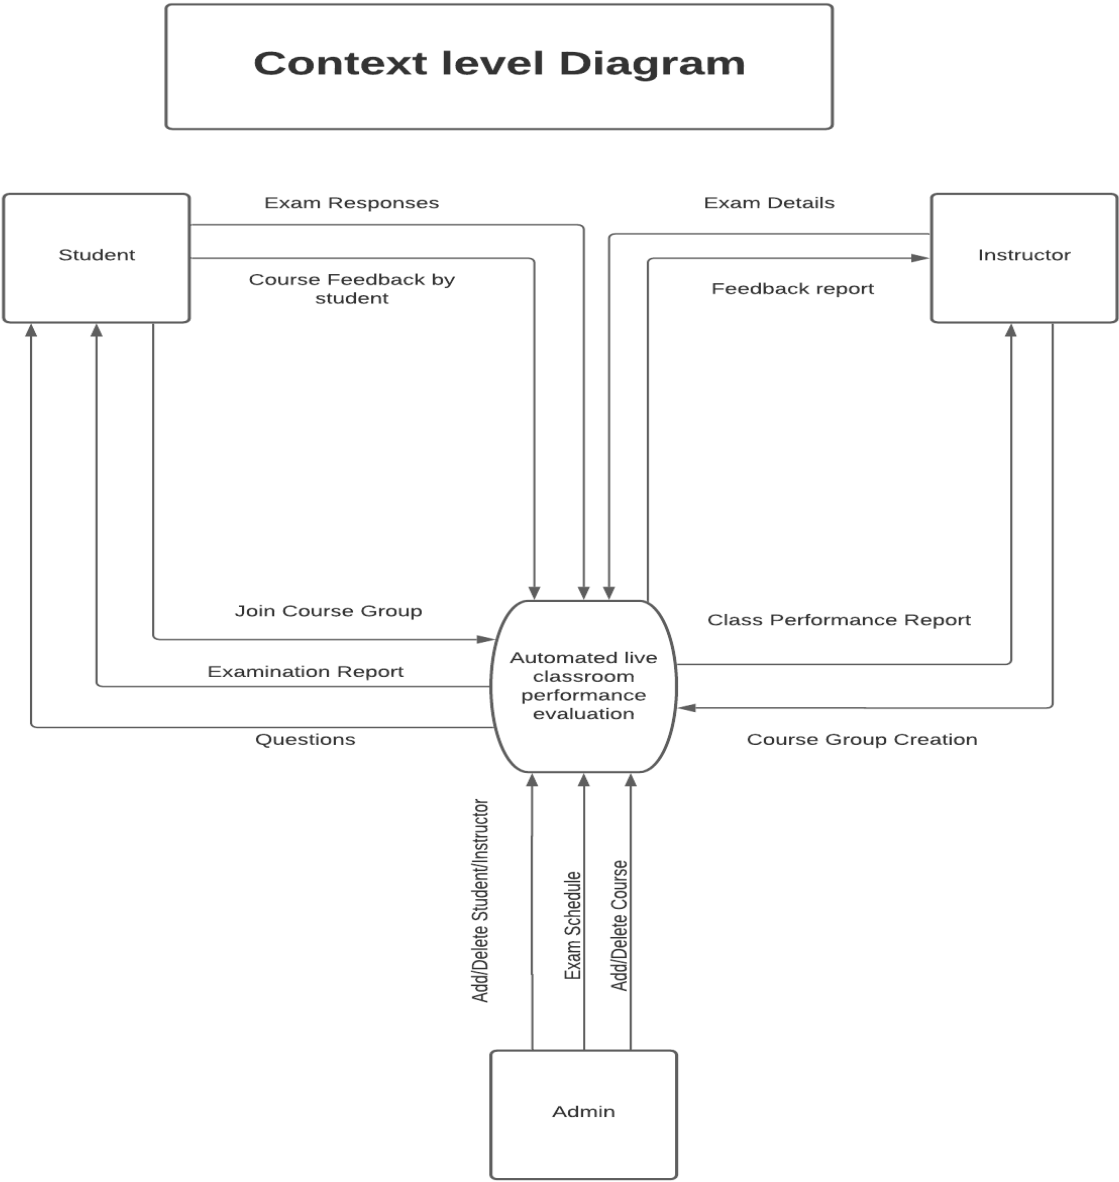 Context level Diagram
Exam Responses
Exam Details
Student
Instructor
Course Feedback by
student
Feedback report
Join Course Group
Class Performance Report
Automated live
classroom
performance
evaluation
Examination Report
Questions
Course Group Creation
Add/Delete Student/Instructor
Exam Schedule
Add/Delete Course
Admin